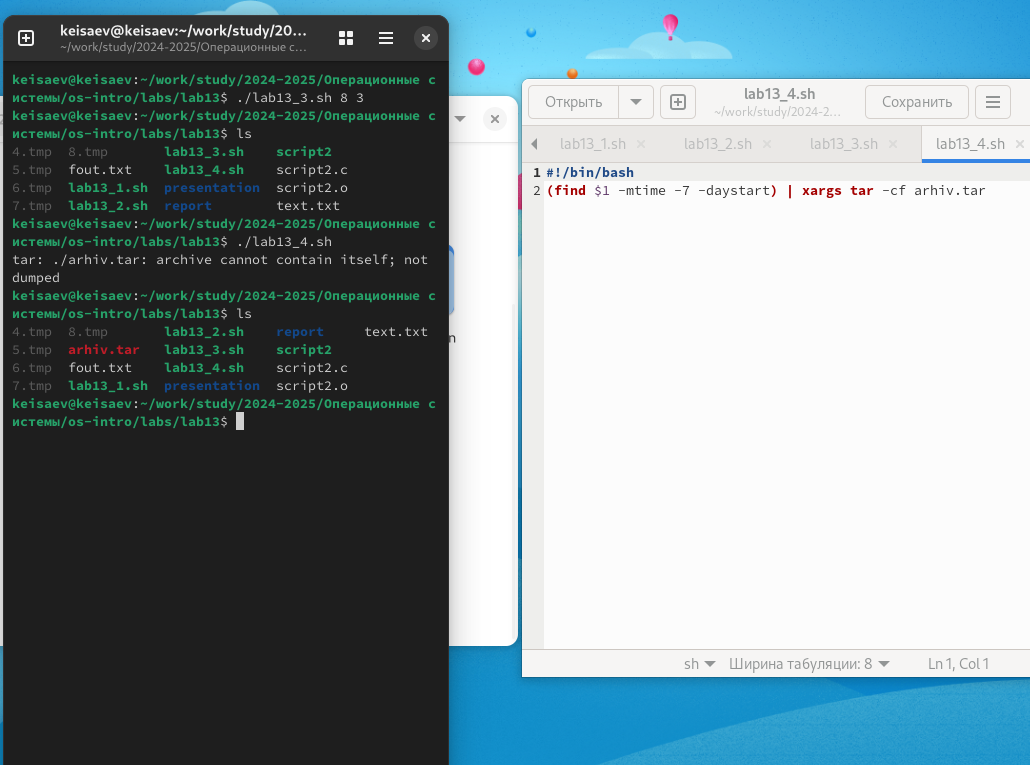 keisaev@keisaev:~/work/study/20...
~/work/study/2024-2025/Операционные с...
keisaev@keisaev:~/work/study/2024-2025/Операционные с
истемы/os-intro/labs/lab13$ ./lab13_3.sh 8 3
keisaev@keisaev:~/work/study/2024-2025/Операционные с
истемы/os-intro/labs/lab13$ ls
4.tmp 8.tmp lab13_3.sh script2
5.tmp fout.txt lab13_4.sh script2.c
6.tmp lab13_1.sh presentation script2.o
7.tmp lab13_2.sh report text.txt
keisaev@keisaev:~/work/study/2024-2025/Операционные с
истемы/os-intro/labs/lab13$ ./lab13_4.sh
tar: ./arhiv.tar: archive cannot contain itself; not
dumped
keisaev@keisaev:~/work/study/2024-2025/Операционные с
истемы/os-intro/labs/lab13$ ls
4.tmp 8.tmp lab13_2.sh report text.txt
5.tmp arhiv.tar lab13_3.sh script2
6.tmp fout.txt lab13_4.sh script2.c
7.tmp lab13_1.sh presentation script2.o
keisaev@keisaev:~/work/study/2024-2025/Операционные с
истемы/os-intro/labs/lab13$
Открыть
lab13_4.sh
~/work/study/2024-2...
Сохранить
lab13_1.sh lab13_2.sh lab13_3.sh lab13_4.sh
1 #!/bin/bash
2 (find $1 -mtime -7 -daystart) | xargs tar -cf arhiv.tar
sh Ширина табуляции: 8 Ln 1, Col 1